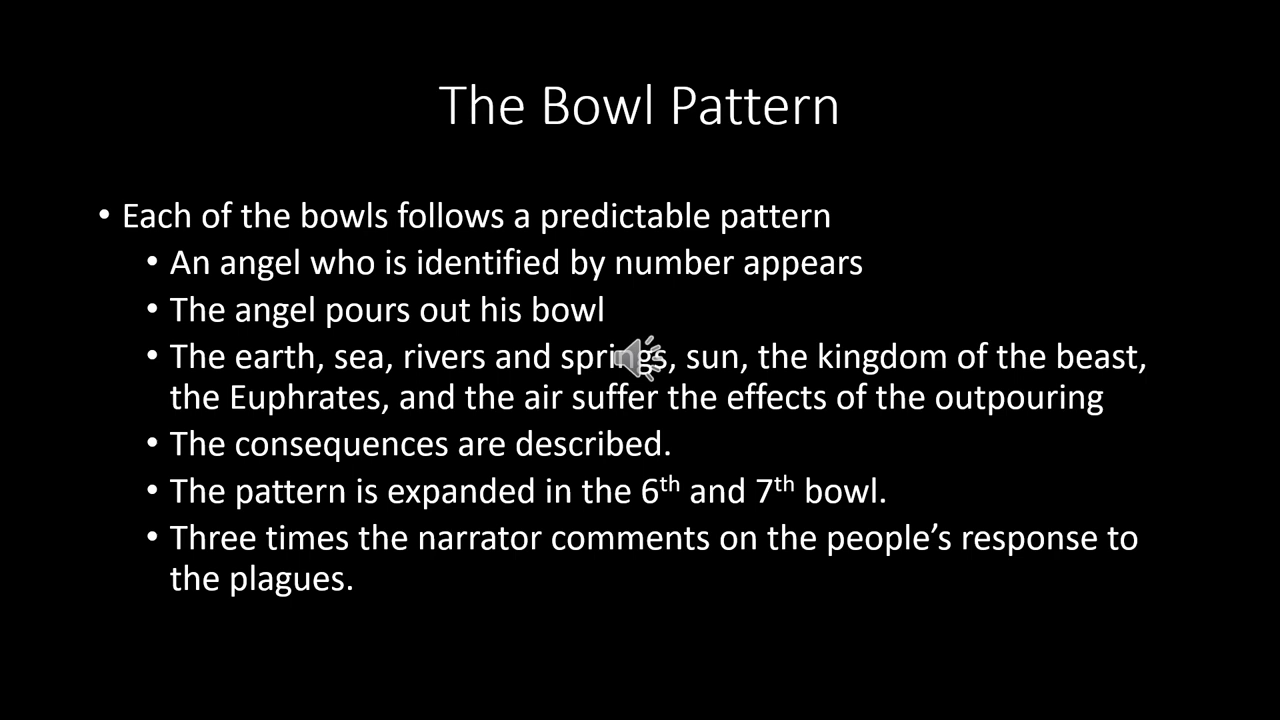 The Bowl Pattern
• Each of the bowls follows a predictable pattern
• An angel who is identified by number appears
• The angel pours out his bowl
• The earth, sea, rivers and springs, sun, the kingdom of the beast,
the Euphrates, and the air suffer the effects of the outpouring
• The consequences are described.
• The pattern is expanded in the 6th and 7th bowl.
• Three times the narrator comments on the people’s response to
the plagues.